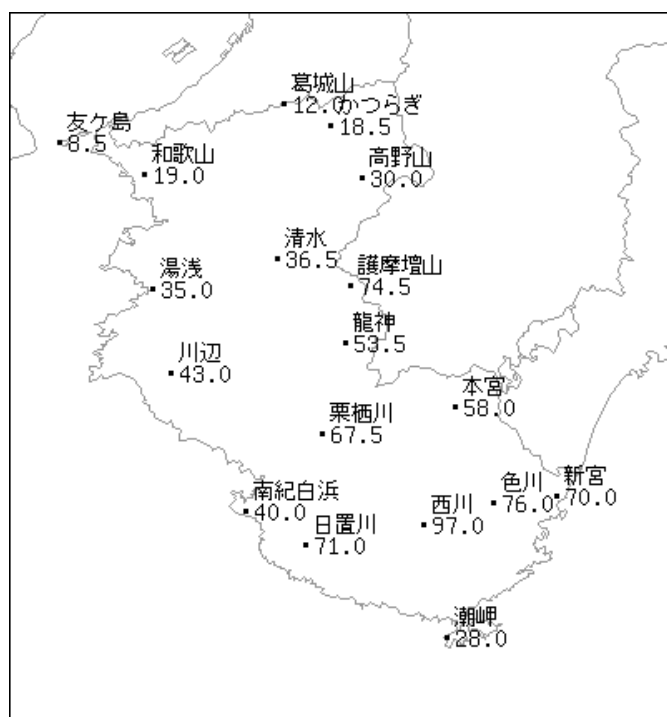 葛城山
12.0
かつらぎ
18.5
友ケ島
8.5
和歌山
19.0
高野山
30.0
清水
36.5
護摩壇山
74.5
湯浅
35.0
龍神
53.5
川辺
43.0
本宮
58.0
栗栖川
67.5
南紀白浜
40.0
日置川
71.0
西川
97.0
色川
76.0
新宮
70.0
潮岬
28.0